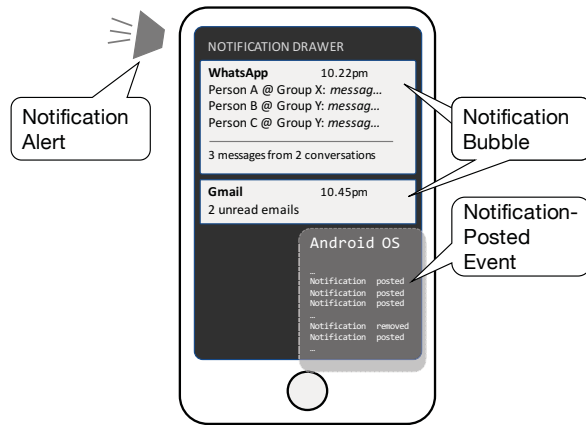 NOTIFICATION DRAWER
WhatsApp 10.22pm
Person A @ Group X: messag...
Person B @ Group Y: messag...
Person C @ Group Y: messag...
3 messages from 2 conversations
Gmail 10.45pm
2 unread emails
Android OS
...
Notification posted
Notification posted
Notification posted
...
Notification removed
Notification posted
...
Notification
Alert
Notification
Bubble
Notification-
Posted
Event